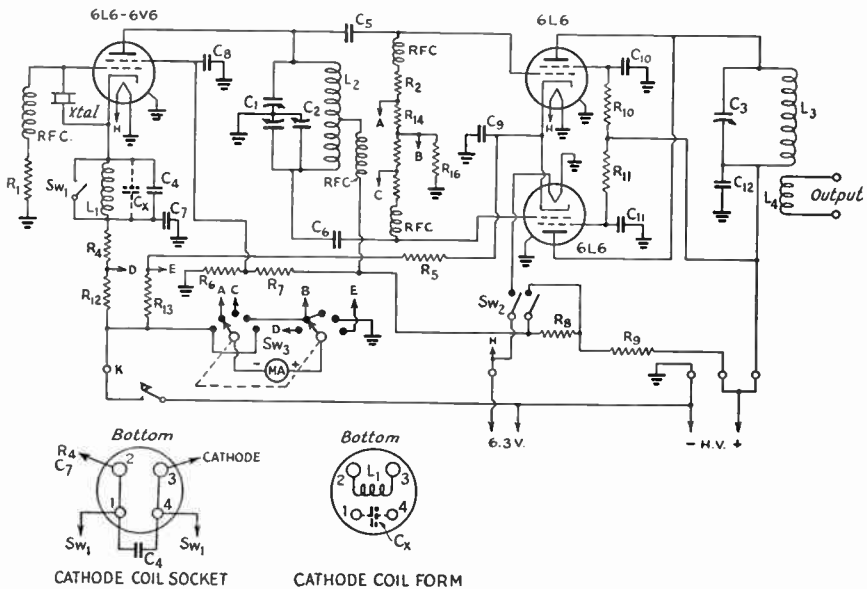 6L6-6V6
C5
6L6
C8
RFC
C10
L2
R2
Xtal
H
C1
C2
A
R14
C9
H
R10
C3
L3
RFC.
B
R16
R1
Sw1
L1
Cx
C4
C7
RFC
C
R11
C12
L4
Output
C6
RFC
C11
6L6
R4
D
E
R5
R6
R7
R12
R13
A
C
B
E
D
Sw3
Sw2
R8
R9
H
K
- MA +
6.3 V.
- H.V. +
Bottom
R4
C7
2
3
CATHODE
1
4
Sw1
C4
Sw1
CATHODE COIL SOCKET
Bottom
L1
2
3
1
4
Cx
CATHODE COIL FORM